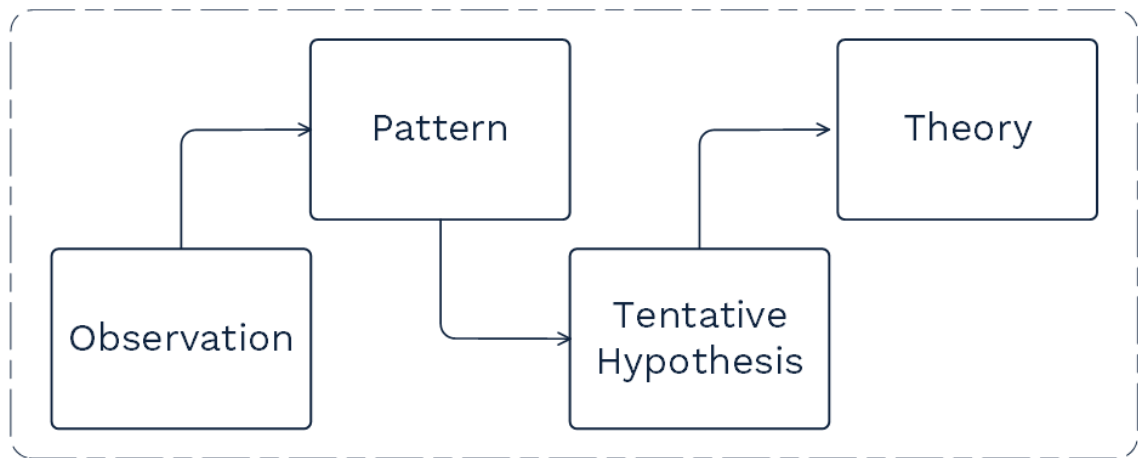 Observation
Pattern
Tentative
Hypothesis
Theory